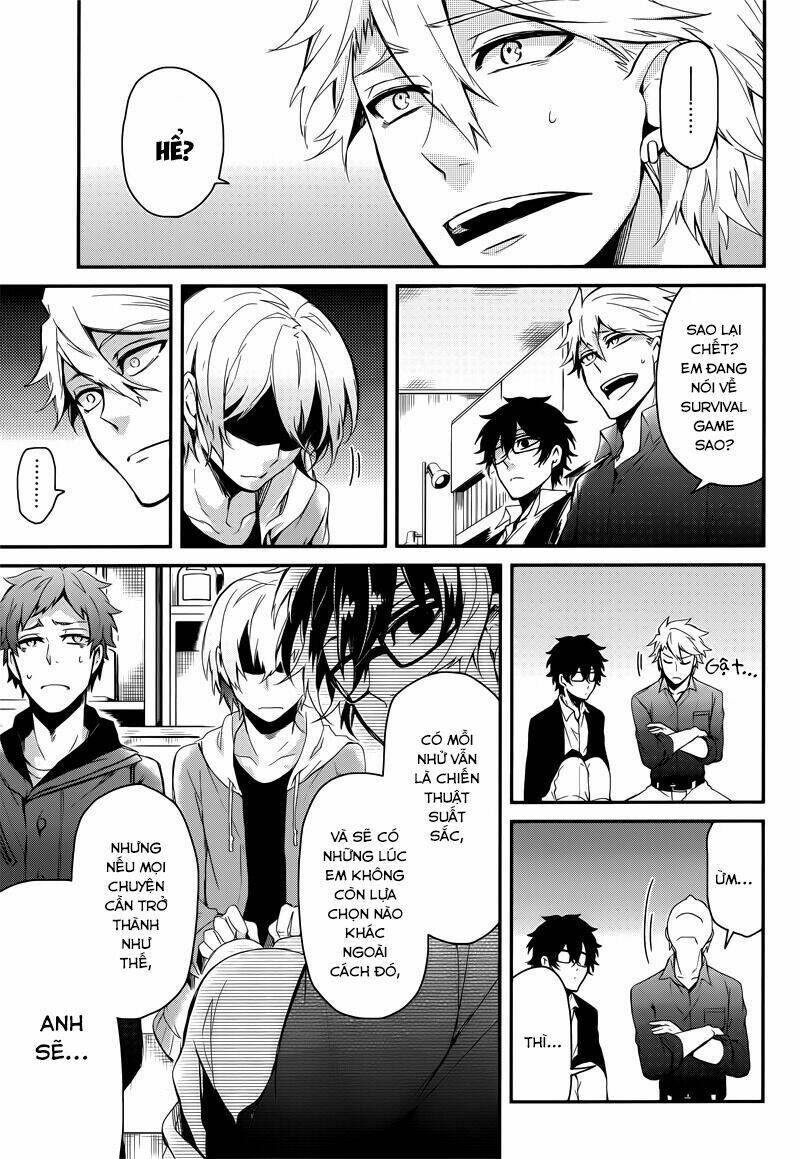 .......
HỂ?
SAO LẠI
CHẾT?
EM ĐANG
NÓI VỀ
SURVIVAL
GAME
SAO?
......
Gật...
ỪM...
THÌ...
CÓ MỒI
NHỬ VẪN
LÀ CHIẾN
THUẬT
SUẤT
SẮC,
VÀ SẼ CÓ
NHỮNG LÚC
EM KHÔNG
CÒN LỰA
CHỌN NÀO
KHÁC
NGOÀI
CÁCH ĐÓ,
NHƯNG
NẾU MỌI
CHUYỆN
CẦN TRỞ
THÀNH
NHƯ
THẾ,
ANH
SẼ...